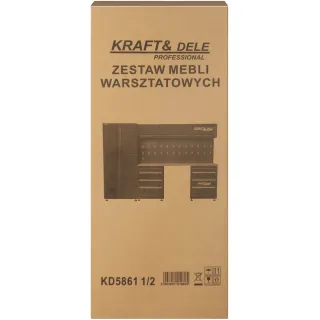 KRAFT& DELE
PROFESSIONAL
ZESTAW MEBLI
WARSZTATOWYCH
KD5861 1/2